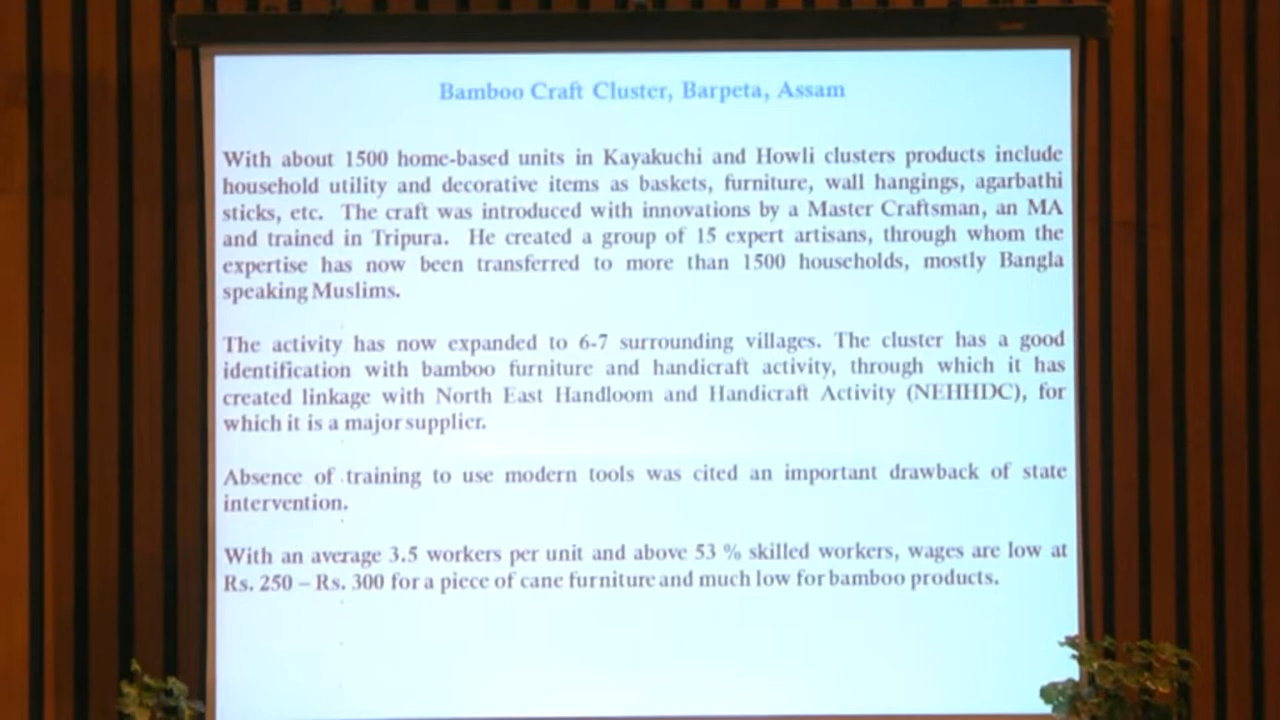 Bamboo Craft Cluster, Barpeta, Assam
With about 1500 home-based units in Kayakuchi and Howli clusters products include
household utility and decorative items as baskets, furniture, wall hangings, agarbathi
sticks, etc. The craft was introduced with innovations by a Master Craftsman, an MA
and trained in Tripura. He created a group of 15 expert artisans, through whom the
expertise has now been transferred to more than 1500 households, mostly Bangla
speaking Muslims.
The activity has now expanded to 6-7 surrounding villages. The cluster has a good
identification with bamboo furniture and handicraft activity, through which it has
created linkage with North East Handloom and Handicraft Activity (NEHHDC), for
which it is a major supplier.
Absence of training to use modern tools was cited an important drawback of state
intervention.
With an average 3.5 workers per unit and above 53 % skilled workers, wages are low at
Rs. 250 – Rs. 300 for a piece of cane furniture and much low for bamboo products.